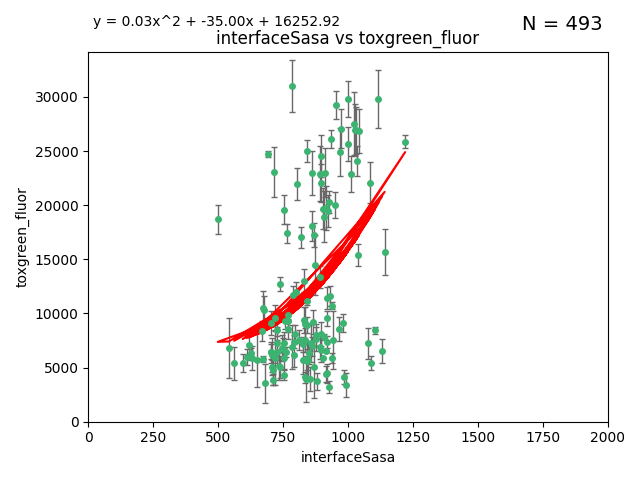 y = 0.03x^2 + -35.00x + 16252.92
N = 493
interfaceSasa vs toxgreen_fluor
toxgreen_fluor
30000
25000
20000
15000
10000
5000
0
0 250 500 750 1000 1250 1500 1750 2000
interfaceSasa